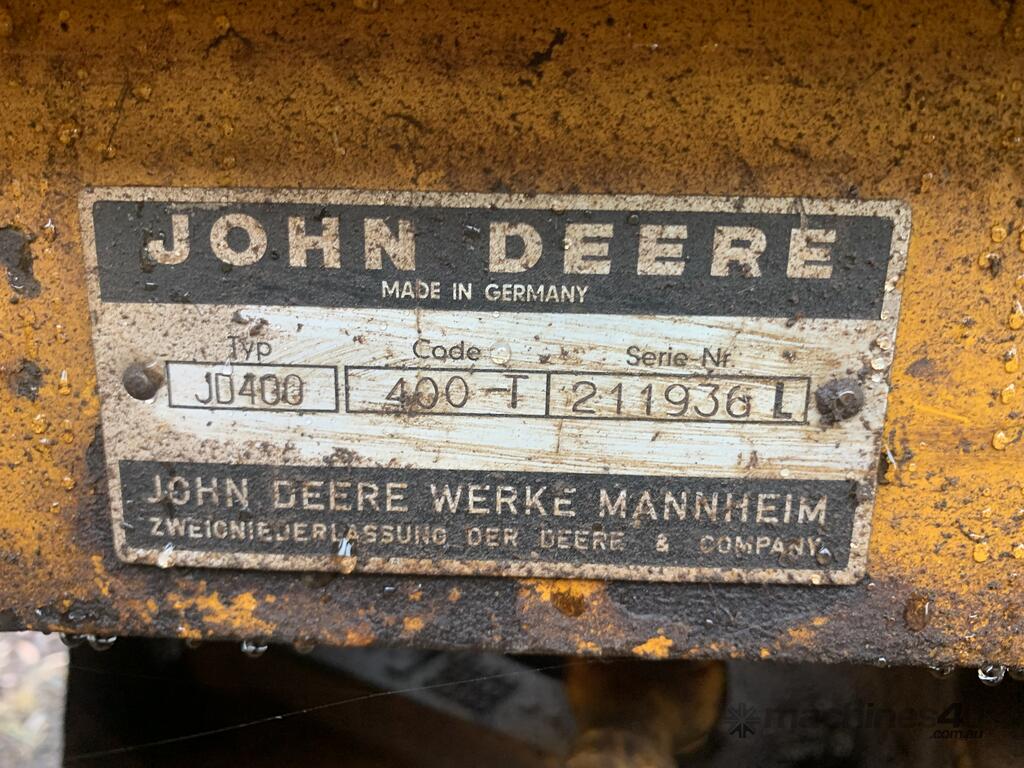 JOHN DEERE
MADE IN GERMANY
Typ Code Serie-Nr.
JD400 400-T 211936 L
JOHN DEERE WERKE MANNHEIM
ZWEIGNIEDERLASSUNG DER DEERE & COMPANY
machines4u
.com.au